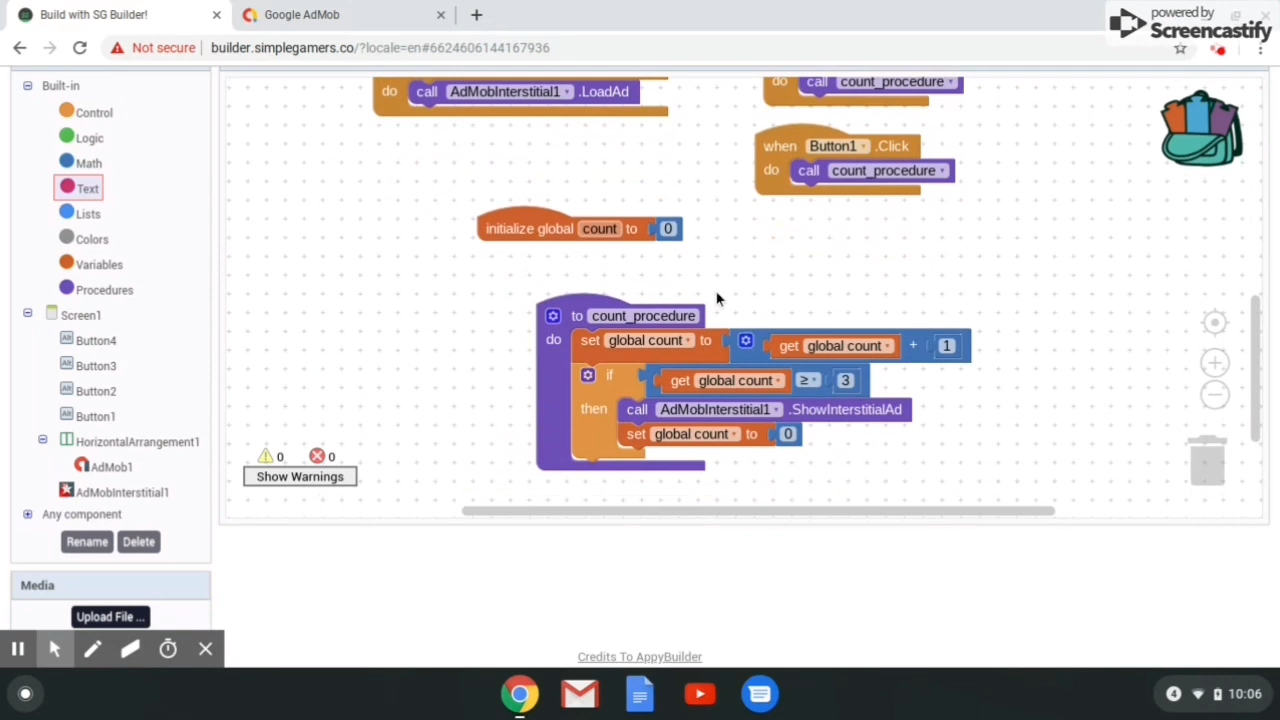 Build with SG Builder!
Google AdMob
powered by
Screencastify
Not secure
builder.simplegamers.co/?locale=en#6624606144167936
Built-in
Control
Logic
Math
Text
Lists
Colors
Variables
Procedures
Screen1
Button4
Button3
Button2
Button1
HorizontalArrangement1
AdMob1
AdMobInterstitial1
Any component
Rename
Delete
Media
Upload File ...
do call AdMobInterstitial1 .LoadAd
do call count_procedure
when Button1 .Click
do call count_procedure
initialize global count to 0
to count_procedure
do set global count to get global count + 1
if get global count ≥ 3
then call AdMobInterstitial1 .ShowInterstitialAd
set global count to 0
0 0
Show Warnings
Credits To AppyBuilder
4 10:06